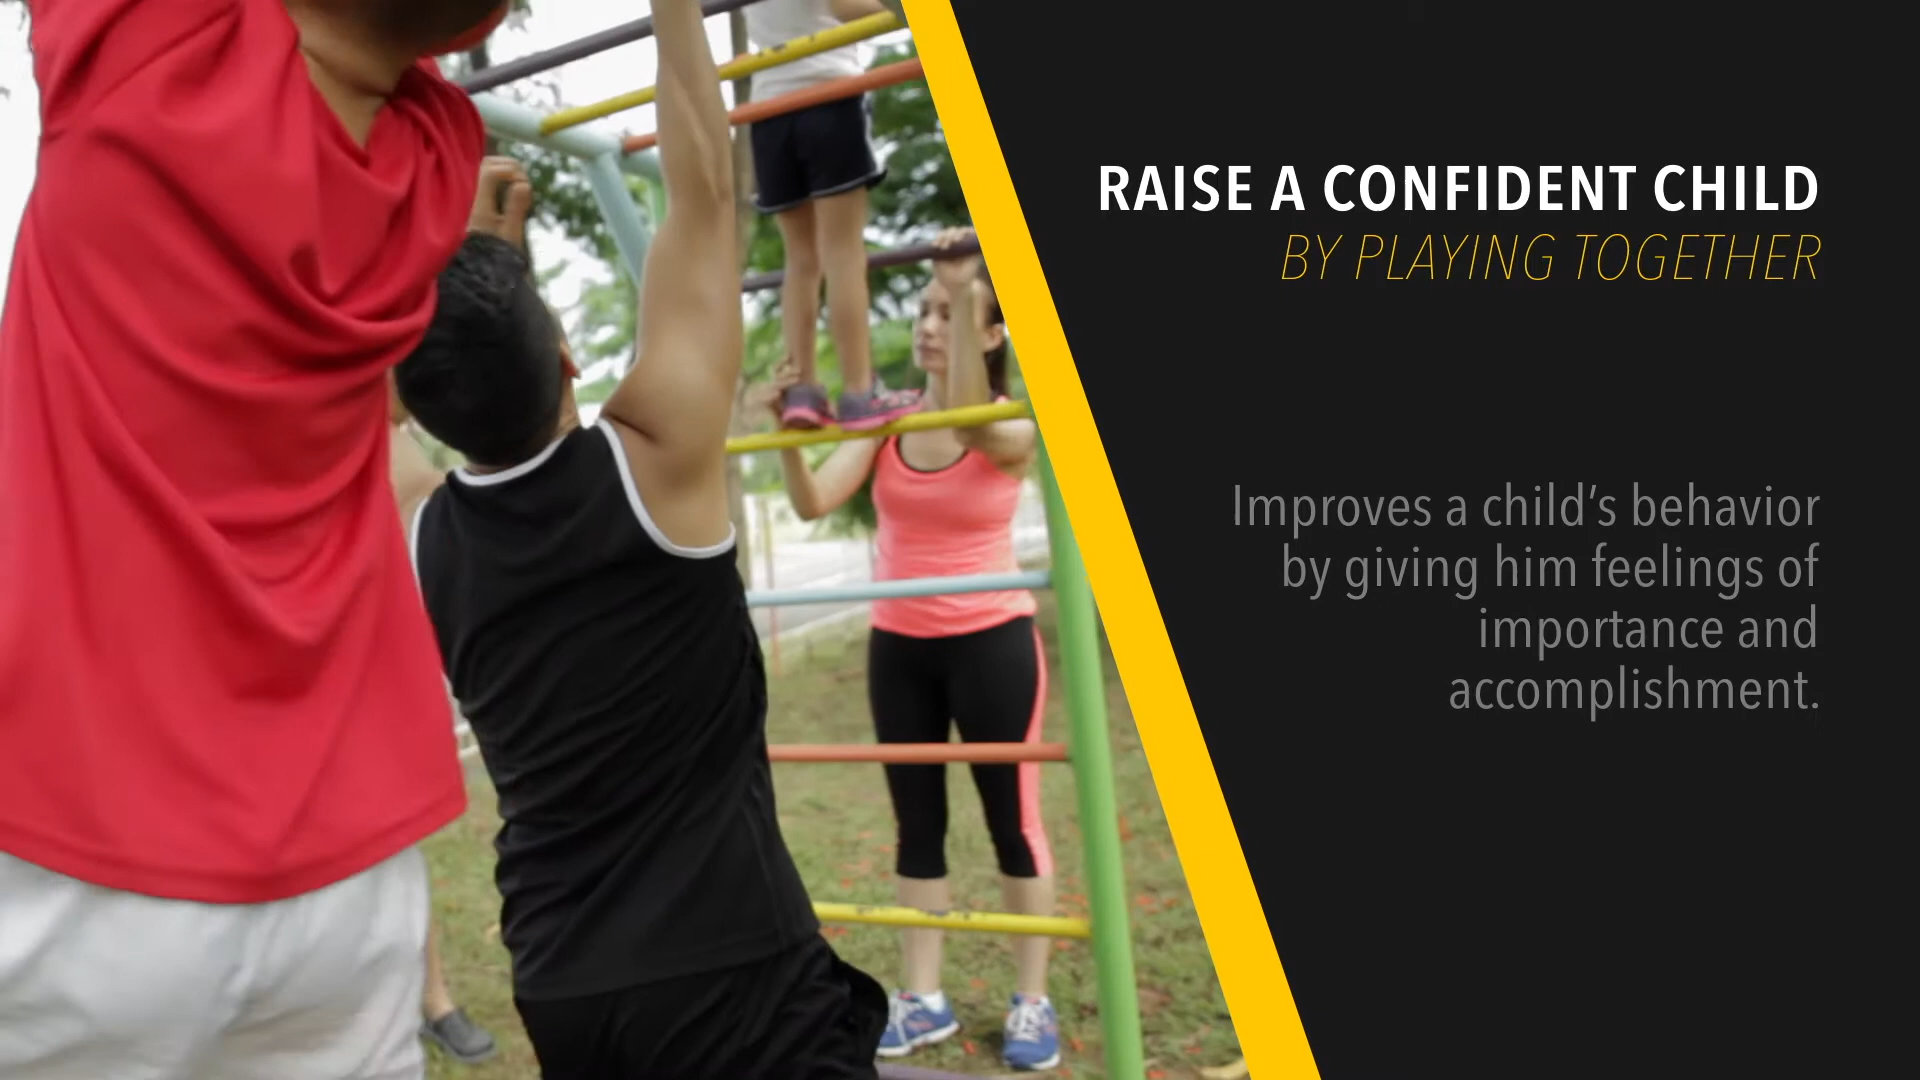 RAISE A CONFIDENT CHILD
BY PLAYING TOGETHER
Improves a child’s behavior
by giving him feelings of
importance and
accomplishment.